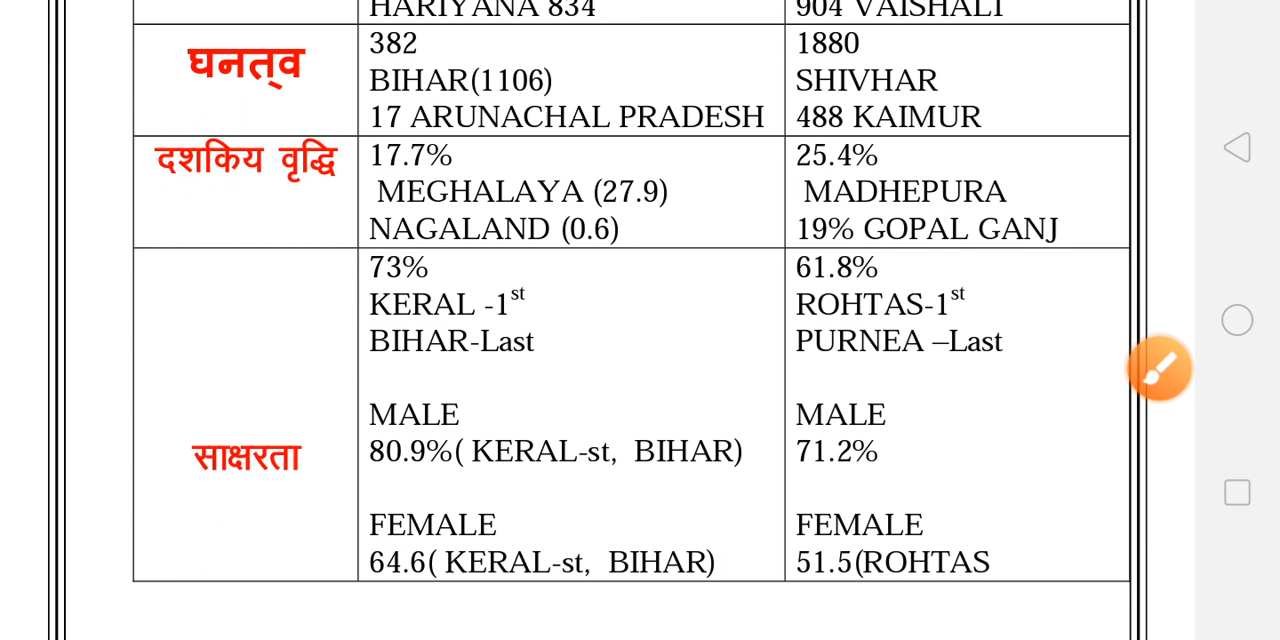 HARIYANA 834
904 VAISHALI
घनत्व
382
BIHAR(1106)
17 ARUNACHAL PRADESH
1880
SHIVHAR
488 KAIMUR
दशकिय वृद्धि
17.7%
MEGHALAYA (27.9)
NAGALAND (0.6)
25.4%
MADHEPURA
19% GOPAL GANJ
साक्षरता
73%
KERAL -1st
BIHAR-Last
MALE
80.9%( KERAL-st, BIHAR)
FEMALE
64.6( KERAL-st, BIHAR)
61.8%
ROHTAS-1st
PURNEA –Last
MALE
71.2%
FEMALE
51.5(ROHTAS